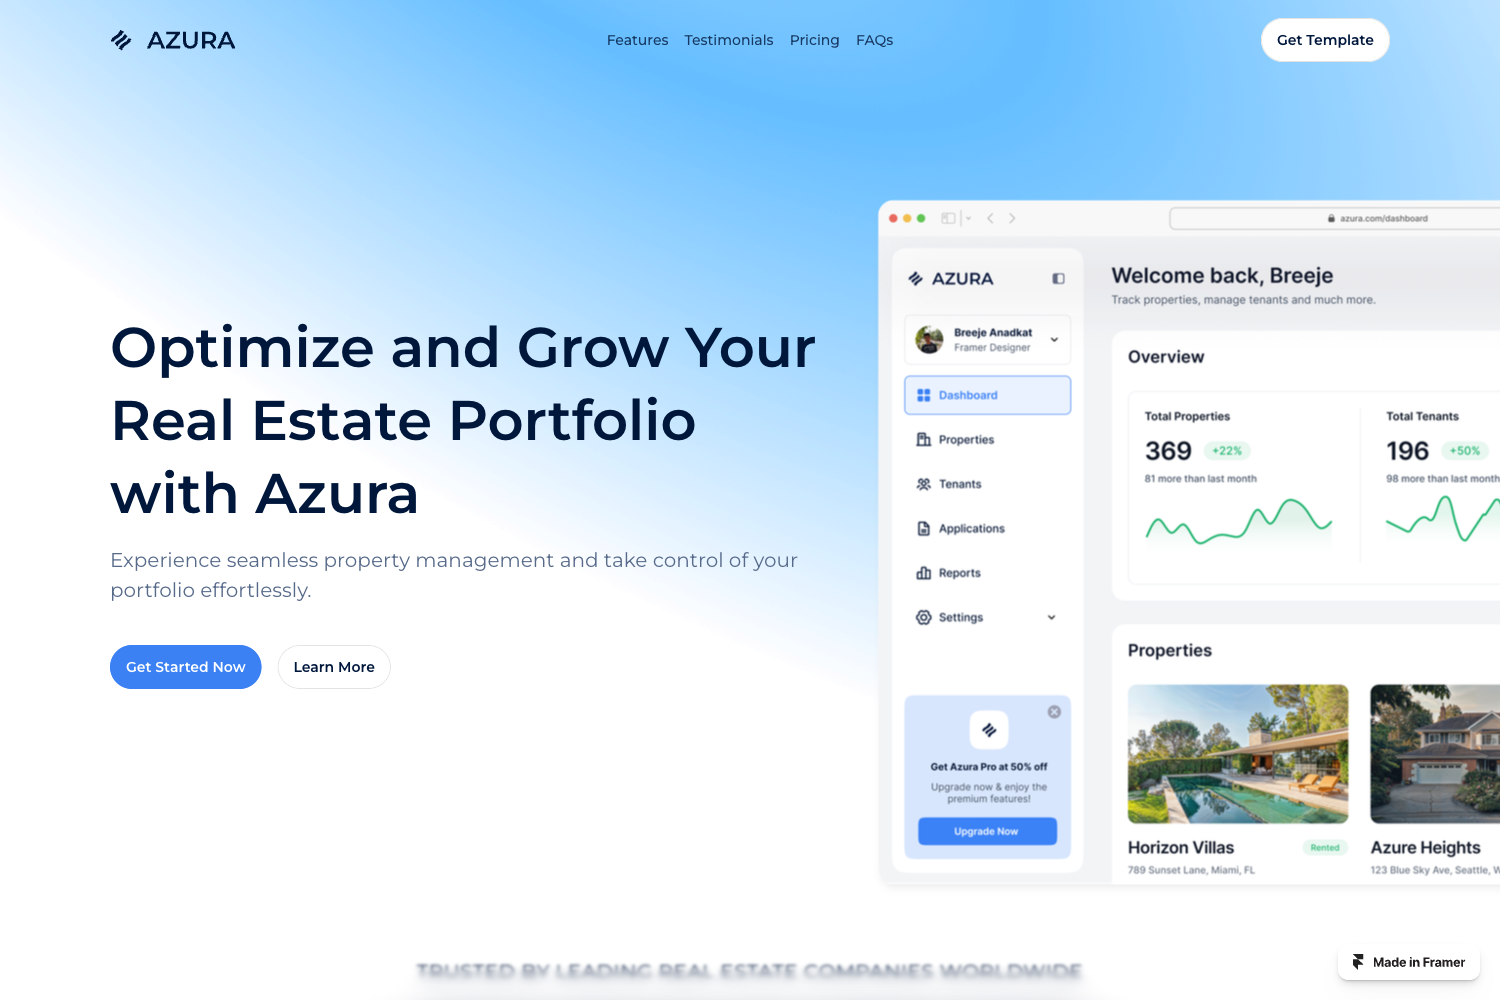 AZURA
Features Testimonials Pricing FAQs
Get Template
Optimize and Grow Your
Real Estate Portfolio
with Azura
Experience seamless property management and take control of your
portfolio effortlessly.
Get Started Now
Learn More
azura.com/dashboard
AZURA
Breeje Anadkat
Framer Designer
Dashboard
Properties
Tenants
Applications
Reports
Settings
Get Azura Pro at 50% off
Upgrade now & enjoy the
premium features!
Upgrade Now
Welcome back, Breeje
Track properties, manage tenants and much more.
Overview
Total Properties
369 +22%
81 more than last month
Total Tenants
196 +50%
98 more than last month
Properties
Horizon Villas
Rented
789 Sunset Lane, Miami, FL
Azure Heights
123 Blue Sky Ave, Seattle, W
TRUSTED BY LEADING REAL ESTATE COMPANIES WORLDWIDE
Made in Framer